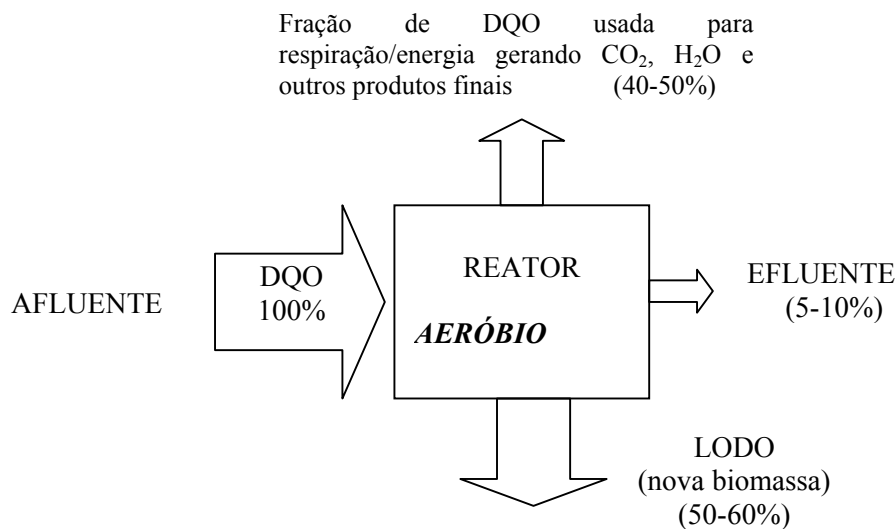 Fração de DQO usada para
respiração/energia gerando CO₂, H₂O e
outros produtos finais (40-50%)
AFLUENTE
DQO
100%
REATOR
AERÓBIO
EFLUENTE
(5-10%)
LODO
(nova biomassa)
(50-60%)